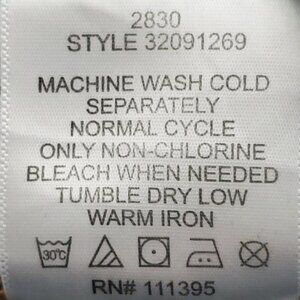 2830
STYLE 32091269
MACHINE WASH COLD
SEPARATELY
NORMAL CYCLE
ONLY NON-CHLORINE
BLEACH WHEN NEEDED
TUMBLE DRY LOW
WARM IRON
30°C
RN# 111395